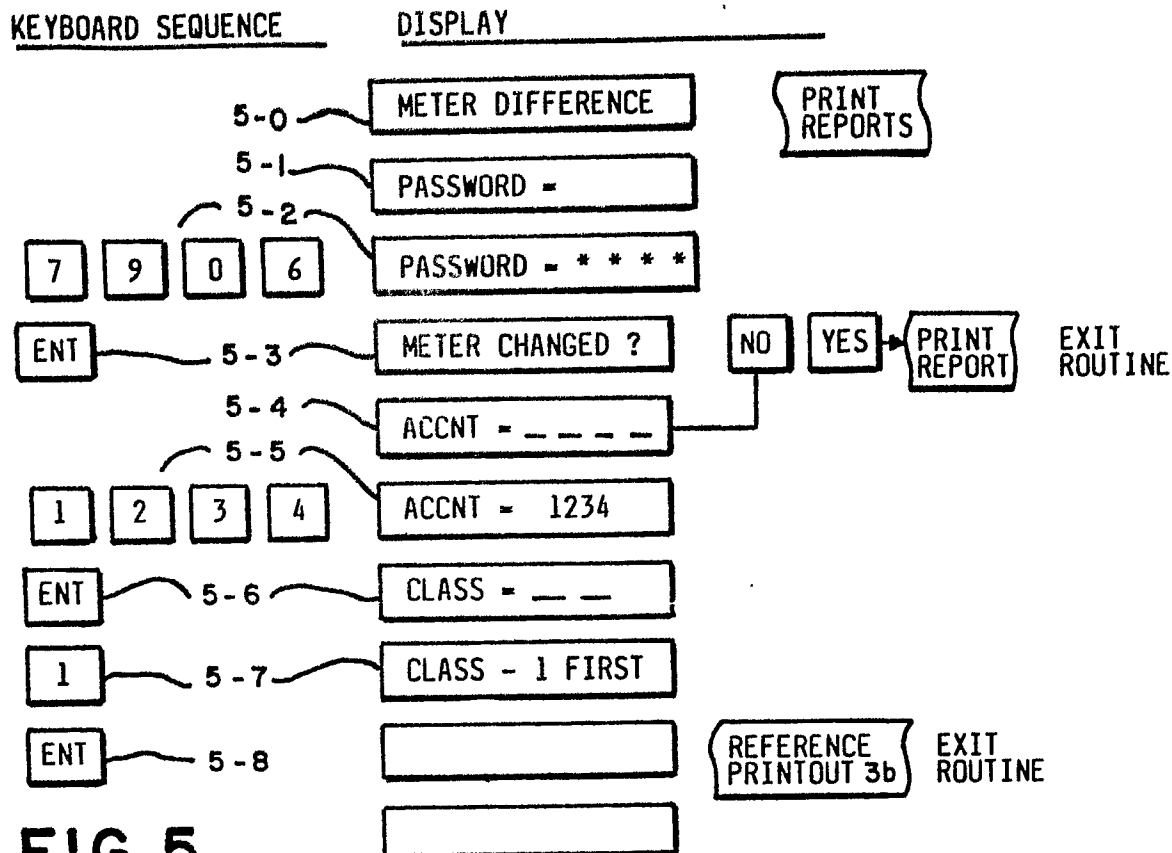 KEYBOARD SEQUENCE DISPLAY
5-0 METER DIFFERENCE PRINT
REPORTS
5-1 PASSWORD =
5-2
7 9 0 6 PASSWORD = * * * *
ENT 5-3 METER CHANGED ? NO YES PRINT
REPORT EXIT
ROUTINE
5-4 ACCNT = _ _ _ _
5-5
1 2 3 4 ACCNT = 1234
ENT 5-6 CLASS = _ _
1 5-7 CLASS - 1 FIRST
ENT 5-8 REFERENCE
PRINTOUT 3b EXIT
ROUTINE
FIG 5